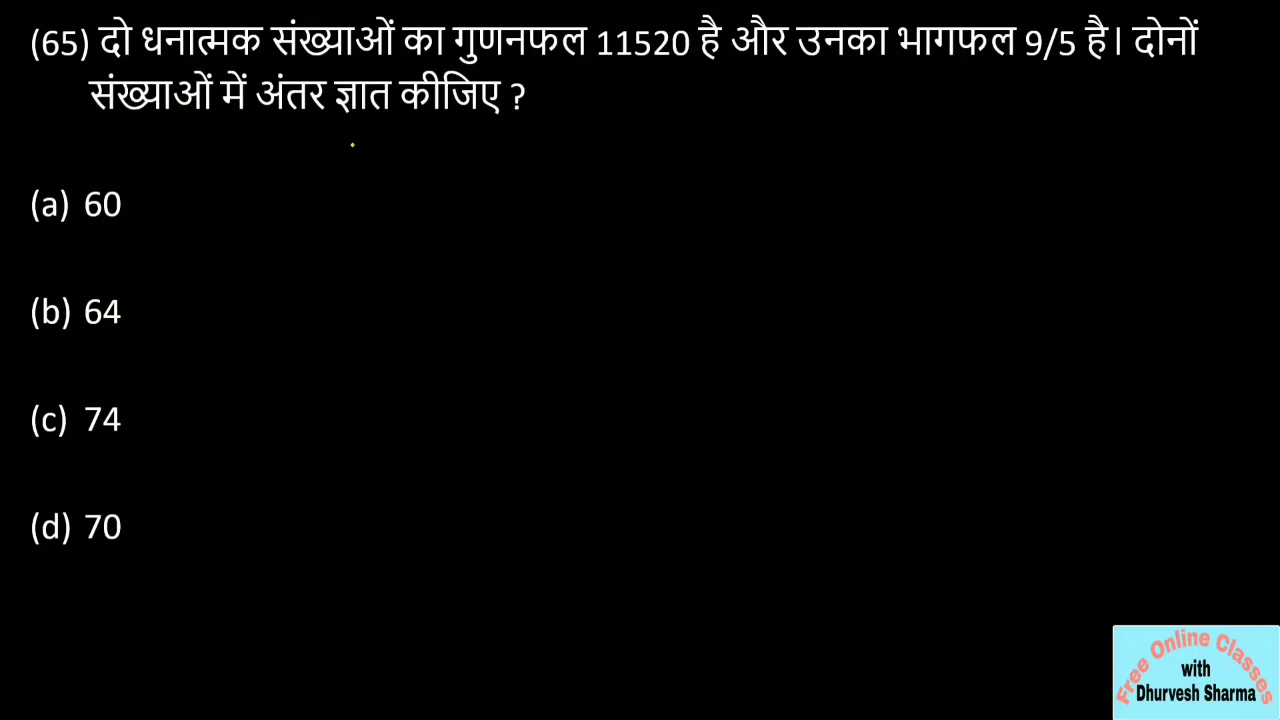 (65) दो धनात्मक संख्याओं का गुणनफल 11520 है और उनका भागफल 9/5 है। दोनों
संख्याओं में अंतर ज्ञात कीजिए ?
(a) 60
(b) 64
(c) 74
(d) 70
Free Online Classes
with
Dhurvesh Sharma